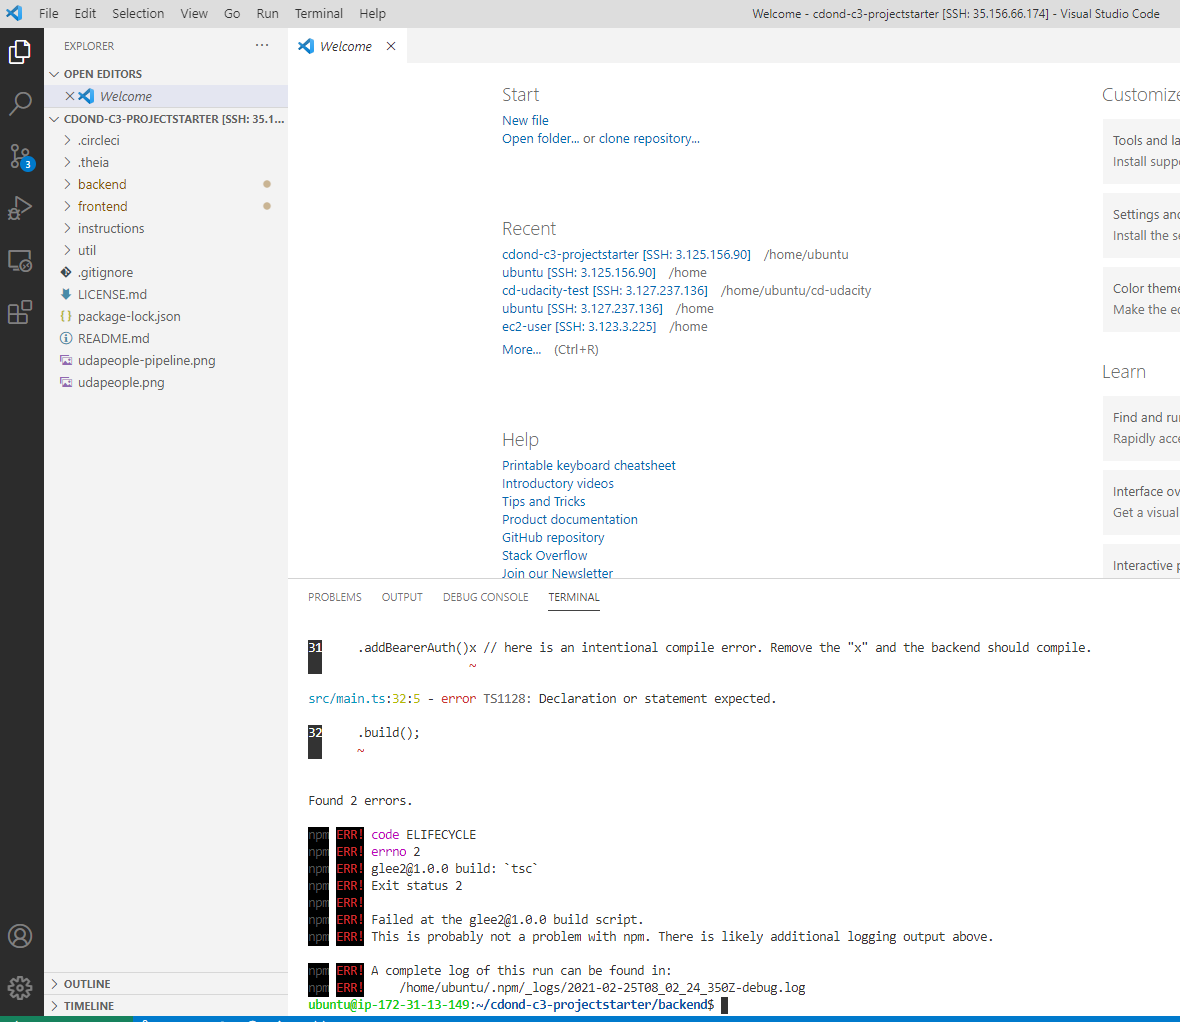 File Edit Selection View Go Run Terminal Help
Welcome - cdond-c3-projectstarter [SSH: 35.156.66.174] - Visual Studio Code
EXPLORER ···
OPEN EDITORS
Welcome
CDOND-C3-PROJECTSTARTER [SSH: 35.1...
.circleci
.theia
3
backend
frontend
instructions
util
.gitignore
LICENSE.md
package-lock.json
README.md
udapeople-pipeline.png
udapeople.png
OUTLINE
TIMELINE
Welcome
Start
New file
Open folder... or clone repository...
Recent
cdond-c3-projectstarter [SSH: 3.125.156.90] /home/ubuntu
ubuntu [SSH: 3.125.156.90] /home
cd-udacity-test [SSH: 3.127.237.136] /home/ubuntu/cd-udacity
ubuntu [SSH: 3.127.237.136] /home
ec2-user [SSH: 3.123.3.225] /home
More... (Ctrl+R)
Help
Printable keyboard cheatsheet
Introductory videos
Tips and Tricks
Product documentation
GitHub repository
Stack Overflow
Join our Newsletter
Customize
Tools and la
Install suppo
Settings and
Install the se
Color theme
Make the ed
Learn
Find and run
Rapidly acce
Interface ov
Get a visual
Interactive p
PROBLEMS OUTPUT DEBUG CONSOLE TERMINAL
31 .addBearerAuth()x // here is an intentional compile error. Remove the "x" and the backend should compile.
~
src/main.ts:32:5 - error TS1128: Declaration or statement expected.
32 .build();
~
Found 2 errors.
npm ERR! code ELIFECYCLE
npm ERR! errno 2
npm ERR! glee2@1.0.0 build: `tsc`
npm ERR! Exit status 2
npm ERR!
npm ERR! Failed at the glee2@1.0.0 build script.
npm ERR! This is probably not a problem with npm. There is likely additional logging output above.
npm ERR! A complete log of this run can be found in:
npm ERR! /home/ubuntu/.npm/_logs/2021-02-25T08_02_24_350Z-debug.log
ubuntu@ip-172-31-13-149:~/cdond-c3-projectstarter/backend$